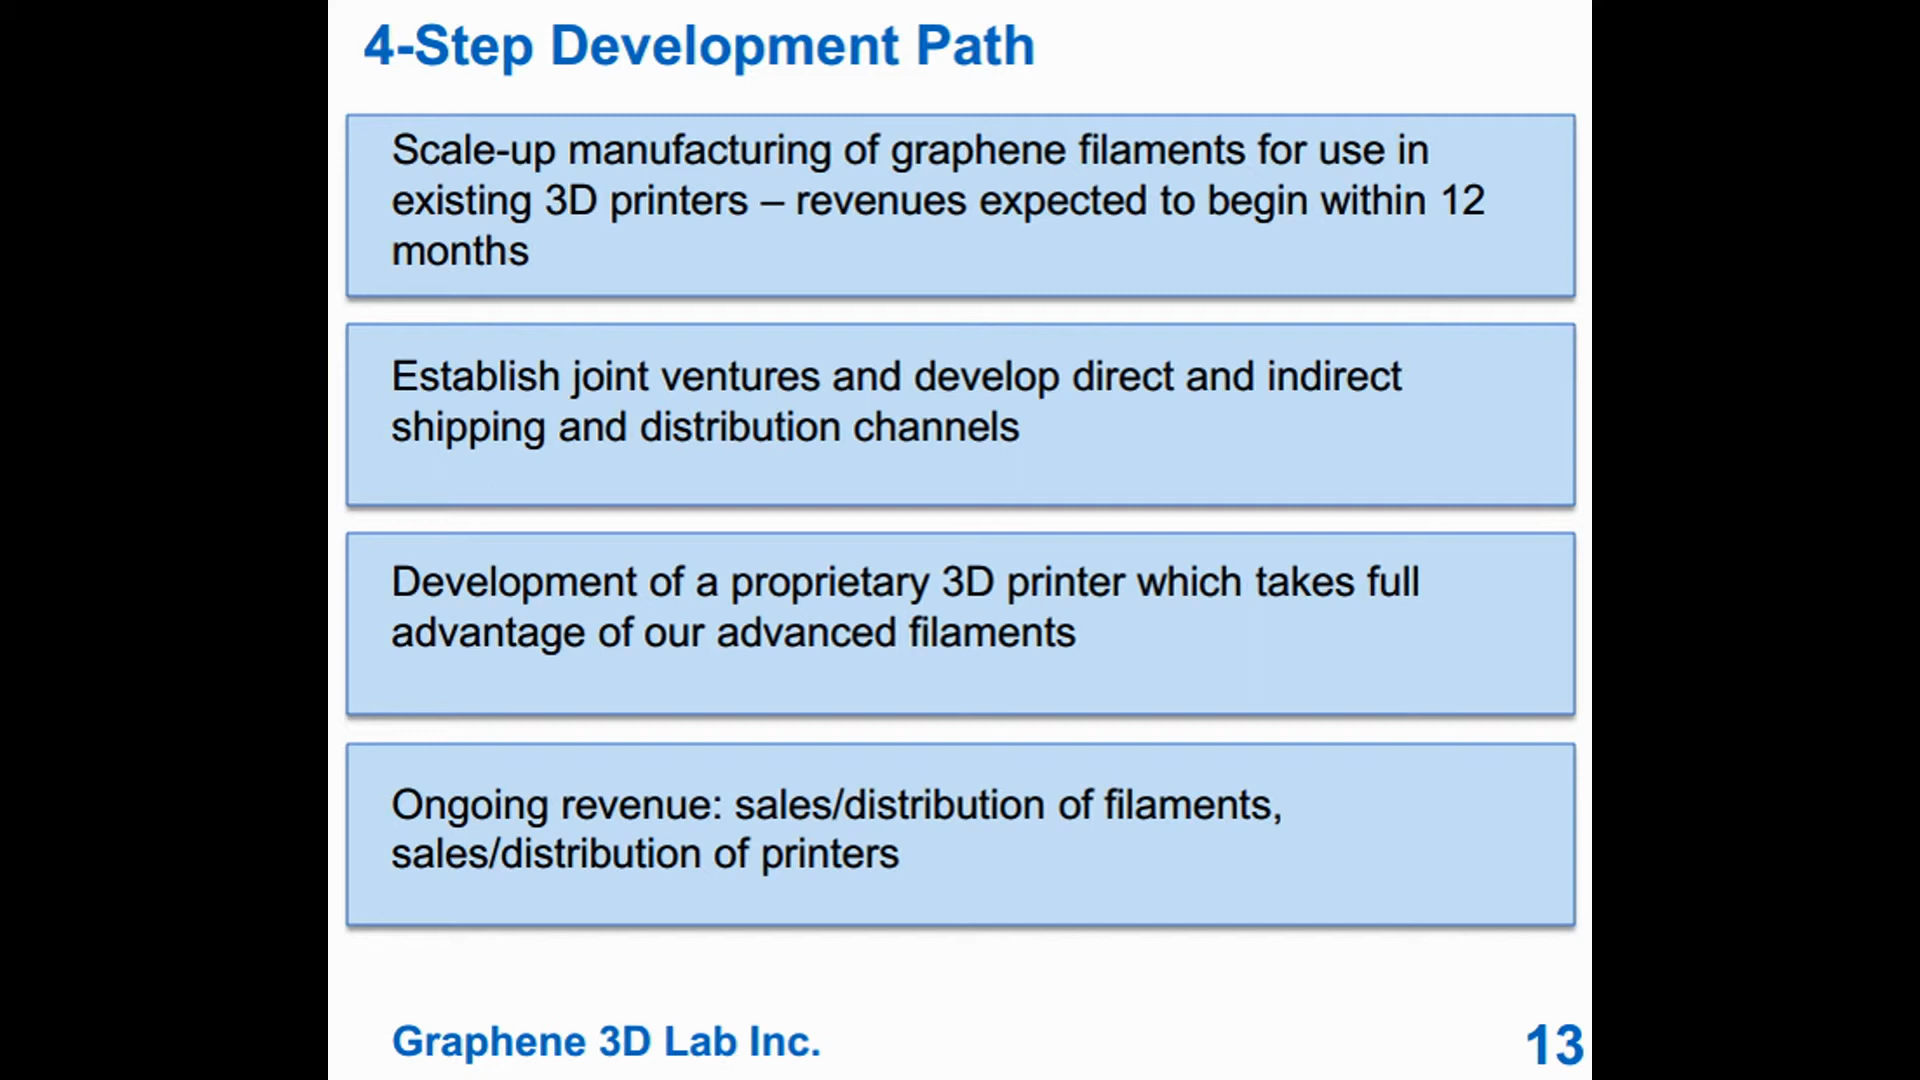 4-Step Development Path
Scale-up manufacturing of graphene filaments for use in
existing 3D printers – revenues expected to begin within 12
months
Establish joint ventures and develop direct and indirect
shipping and distribution channels
Development of a proprietary 3D printer which takes full
advantage of our advanced filaments
Ongoing revenue: sales/distribution of filaments,
sales/distribution of printers
Graphene 3D Lab Inc.
13